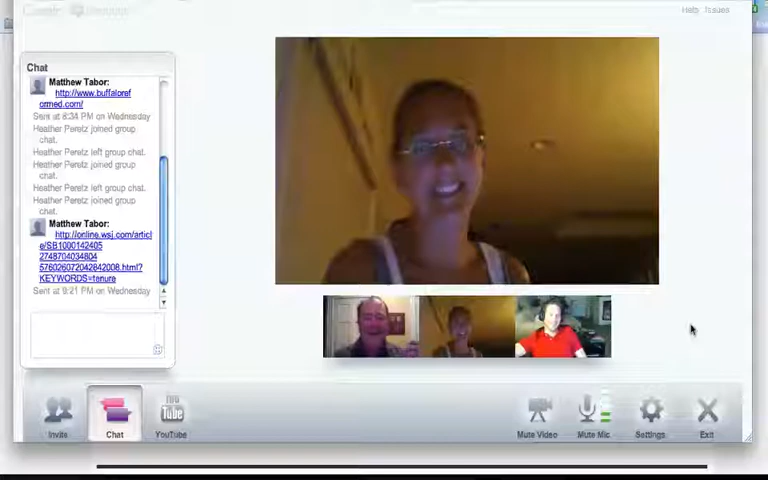 Help Issues
Chat
Matthew Tabor:
http://www.buffaloref
ormed.com/
Sent at 8:34 PM on Wednesday
Heather Peretz joined group
chat.
Heather Peretz left group chat.
Heather Peretz joined group
chat.
Heather Peretz left group chat.
Heather Peretz joined group
chat.
Matthew Tabor:
http://online.wsj.com/articl
e/SB1000142405
2748704034804
576026072042842008.html?
KEYWORDS=tenure
Sent at 9:21 PM on Wednesday
Invite
Chat
You
Tube
YouTube
Mute Video
Mute Mic
Settings
Exit